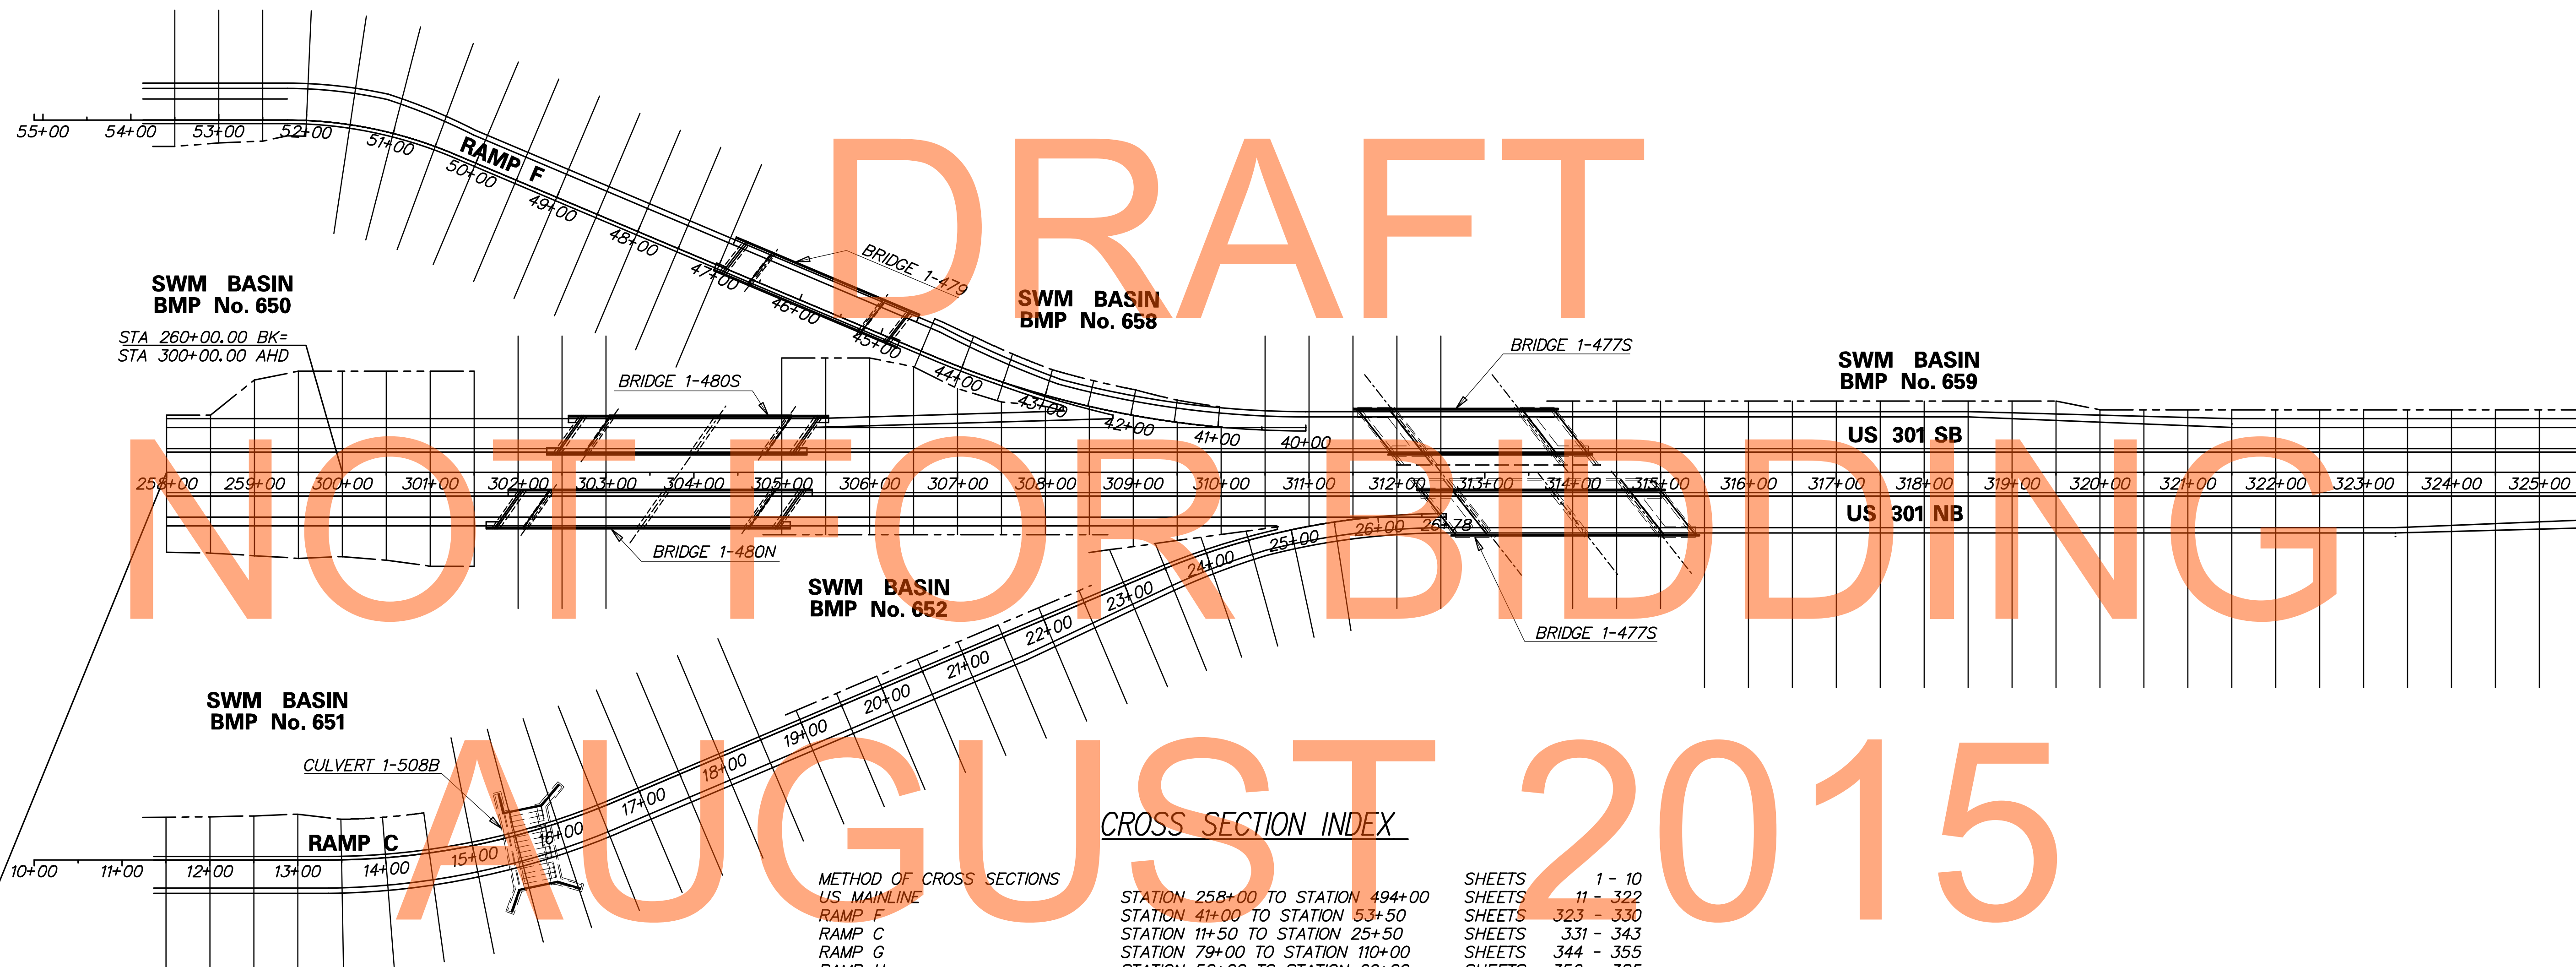 DRAFT
NOT FOR BIDDING
AUGUST 2015
55+00 54+00 53+00 52+00 51+00 50+00 49+00 48+00 47+00 46+00 45+00 44+00 43+00 42+00 41+00 40+00
RAMP F
BRIDGE 1-479
SWM BASIN
BMP No. 650
STA 260+00.00 BK=
STA 300+00.00 AHD
SWM BASIN
BMP No. 658
BRIDGE 1-480S
BRIDGE 1-477S
SWM BASIN
BMP No. 659
US 301 SB
258+00 259+00 300+00 301+00 302+00 303+00 304+00 305+00 306+00 307+00 308+00 309+00 310+00 311+00 312+00 313+00 314+00 315+00 316+00 317+00 318+00 319+00 320+00 321+00 322+00 323+00 324+00 325+00
US 301 NB
BRIDGE 1-480N
SWM BASIN
BMP No. 652
BRIDGE 1-477S
SWM BASIN
BMP No. 651
CULVERT 1-508B
RAMP C
10+00 11+00 12+00 13+00 14+00 15+00 16+00 17+00 18+00 19+00 20+00 21+00 22+00 23+00 24+00 25+00 26+00 26+78
CROSS SECTION INDEX
METHOD OF CROSS SECTIONS SHEETS 1 - 10
US MAINLINE STATION 258+00 TO STATION 494+00 SHEETS 11 - 322
RAMP F STATION 41+00 TO STATION 53+50 SHEETS 323 - 330
RAMP C STATION 11+50 TO STATION 25+50 SHEETS 331 - 343
RAMP G STATION 79+00 TO STATION 110+00 SHEETS 344 - 355